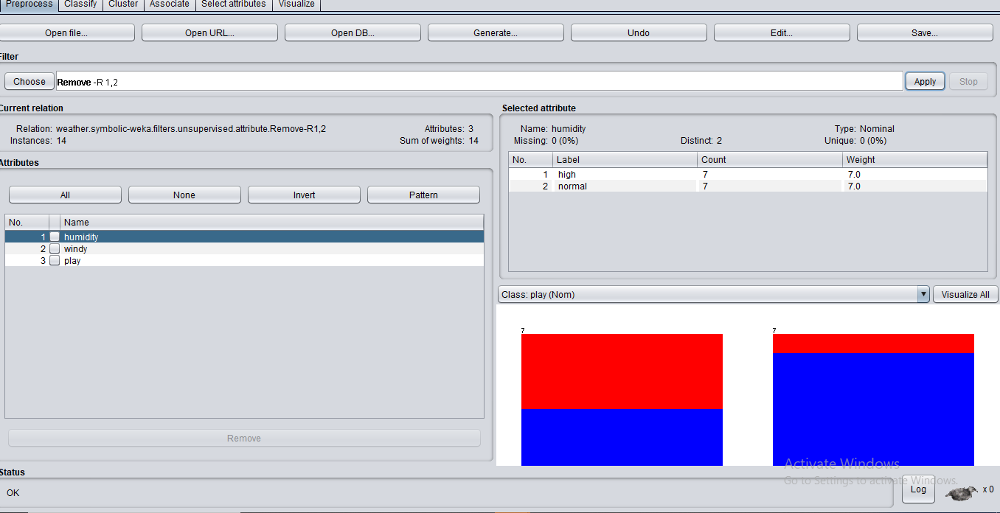 Preprocess Classify Cluster Associate Select attributes Visualize
Open file... Open URL... Open DB... Generate... Undo Edit... Save...
Filter
Choose Remove -R 1,2 Apply Stop
Current relation
Relation: weather.symbolic-weka.filters.unsupervised.attribute.Remove-R1,2 Attributes: 3
Instances: 14 Sum of weights: 14
Attributes
All None Invert Pattern
No. Name
1 humidity
2 windy
3 play
Remove
Selected attribute
Name: humidity Type: Nominal
Missing: 0 (0%) Distinct: 2 Unique: 0 (0%)
No. Label Count Weight
1 high 7 7.0
2 normal 7 7.0
Class: play (Nom) Visualize All
7 7
Activate Windows
Go to Settings to activate Windows.
Status
OK Log x 0